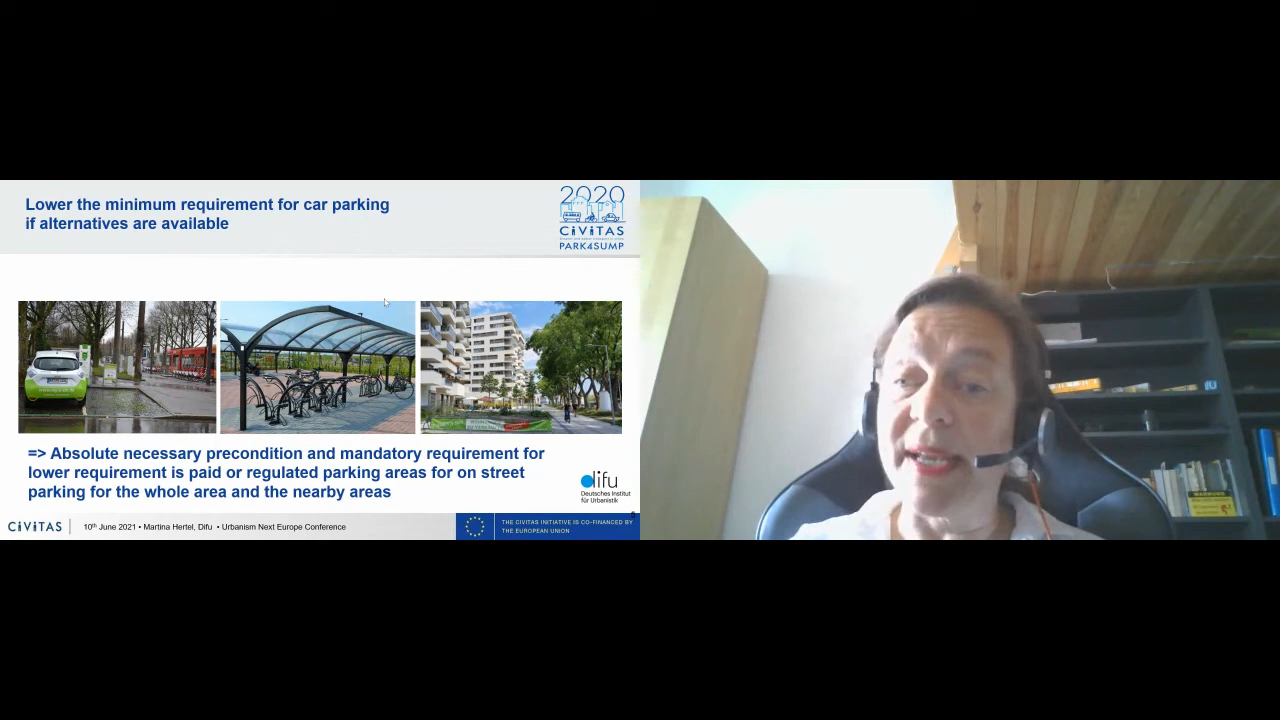 Lower the minimum requirement for car parking
if alternatives are available
2020
CiViTAS
PARK4SUMP
=> Absolute necessary precondition and mandatory requirement for
lower requirement is paid or regulated parking areas for on street
parking for the whole area and the nearby areas
difu
Deutsches Institut
für Urbanistik
CiViTAS
10th June 2021 • Martina Hertel, Difu • Urbanism Next Europe Conference
THE CIVITAS INITIATIVE IS CO-FINANCED BY
THE EUROPEAN UNION
WARNUNG